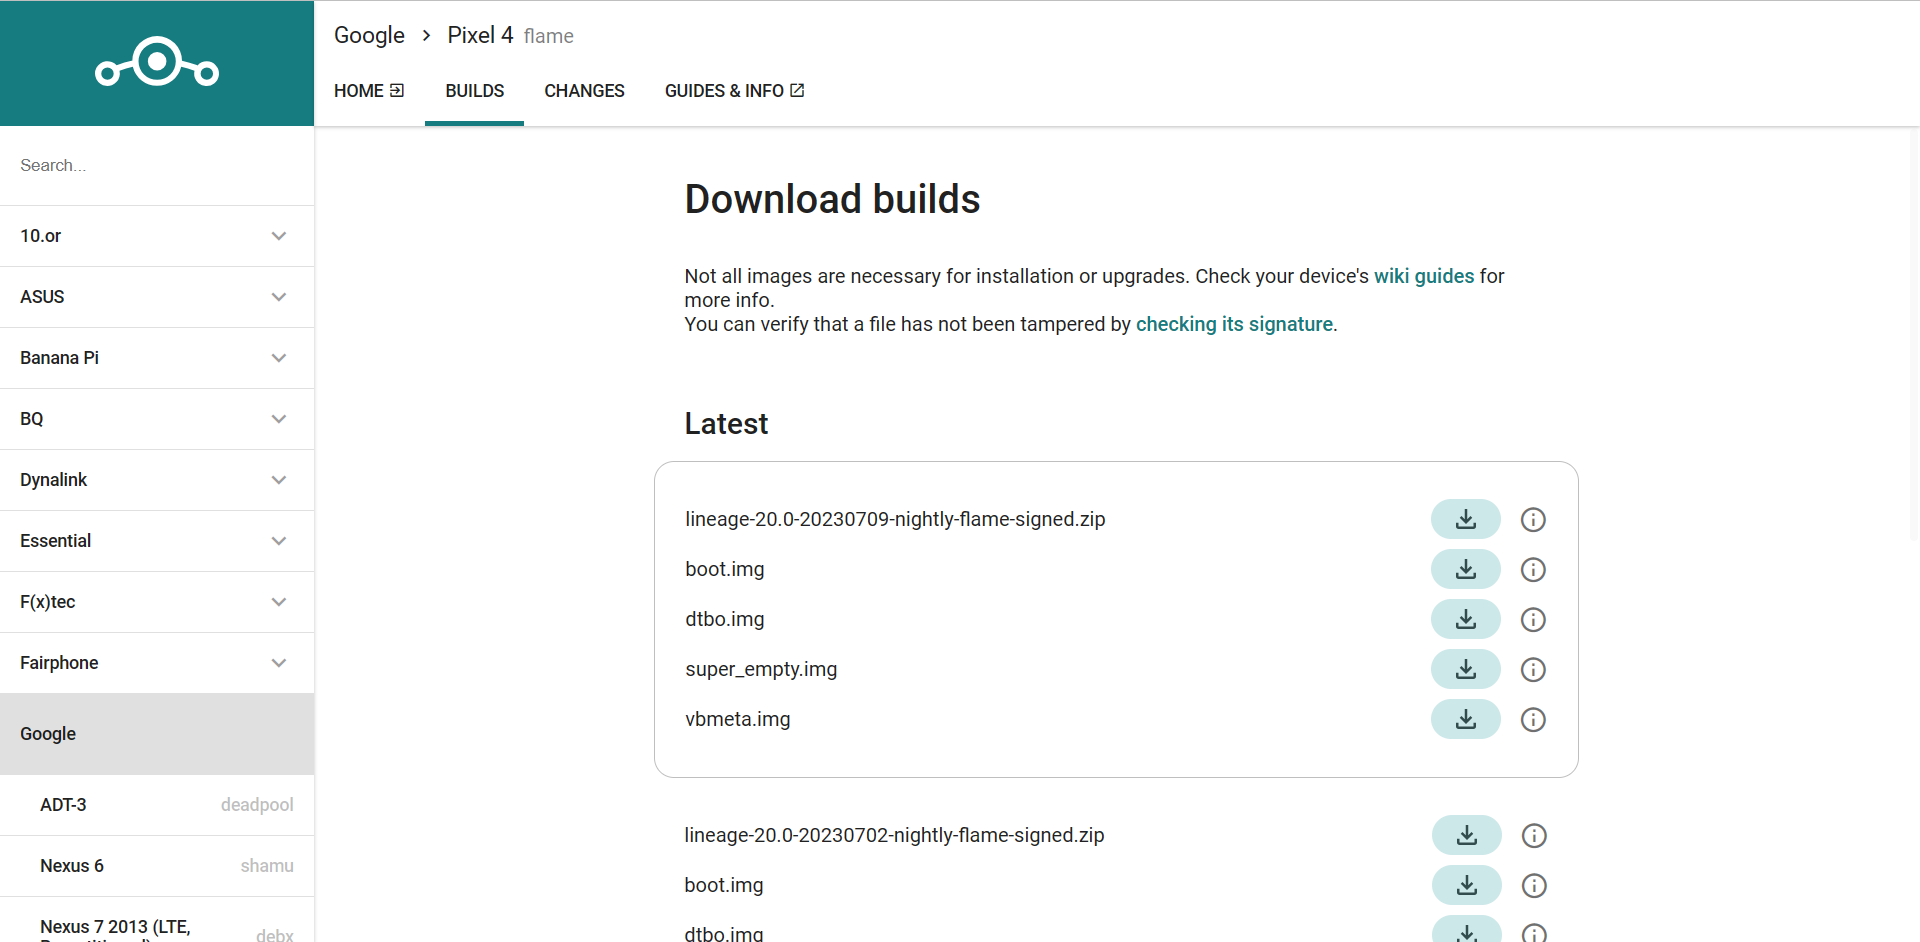 Google > Pixel 4 flame
HOME
BUILDS
CHANGES
GUIDES & INFO
Search...
10.or
ASUS
Banana Pi
BQ
Dynalink
Essential
F(x)tec
Fairphone
Google
ADT-3 deadpool
Nexus 6 shamu
Nexus 7 2013 (LTE,
debx
Download builds
Not all images are necessary for installation or upgrades. Check your device's wiki guides for
more info.
You can verify that a file has not been tampered by checking its signature.
Latest
lineage-20.0-20230709-nightly-flame-signed.zip
boot.img
dtbo.img
super_empty.img
vbmeta.img
lineage-20.0-20230702-nightly-flame-signed.zip
boot.img
dtbo.img